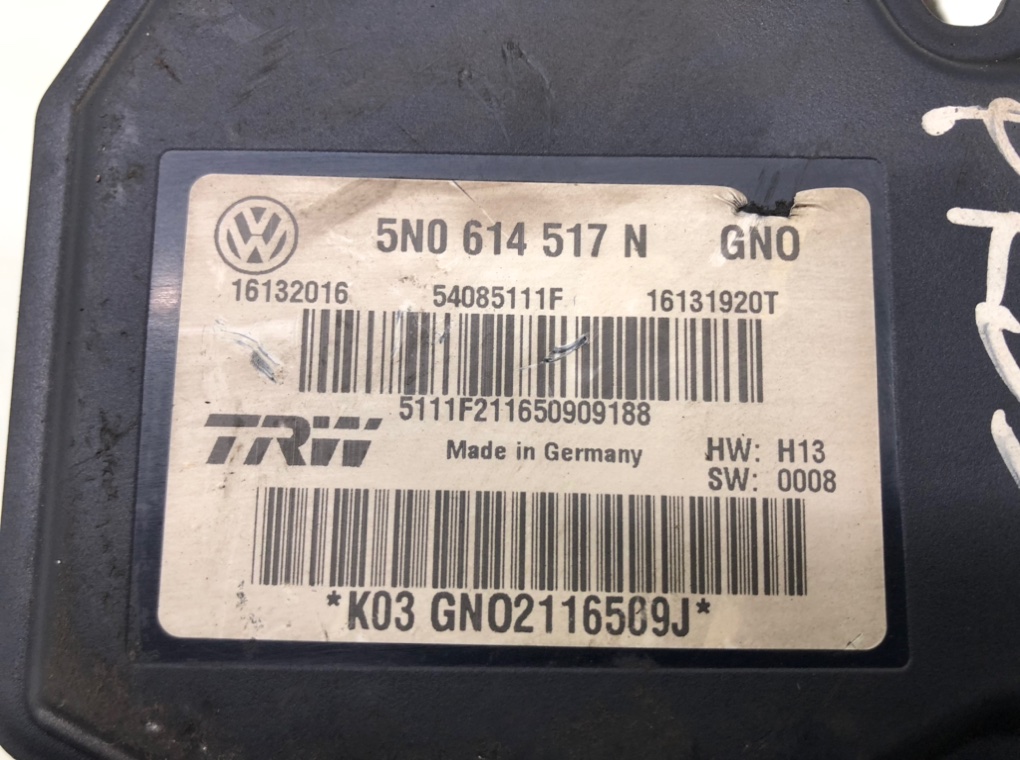 5N0 614 517 N GNO
16132016 54085111F 16131920T
5111F211650909188
TRW Made in Germany HW: H13
SW: 0008
*K03 GNO2116509J*